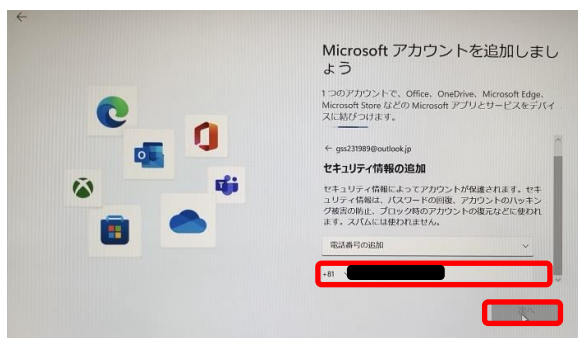 ←
Microsoft アカウントを追加しまし
ょう
1 つのアカウントで、Office、OneDrive、Microsoft Edge、
Microsoft Store などの Microsoft アプリとサービスをデバイ
スに結びつけます。
← gss231989@outlook.jp
セキュリティ情報の追加
セキュリティ情報によってアカウントが保護されます。セキ
ュリティ情報は、パスワードの回復、アカウントのハッキン
グ被害の防止、ブロック時のアカウントの復元などに使われ
ます。スパムには使われません。
電話番号の追加
+81
次へ